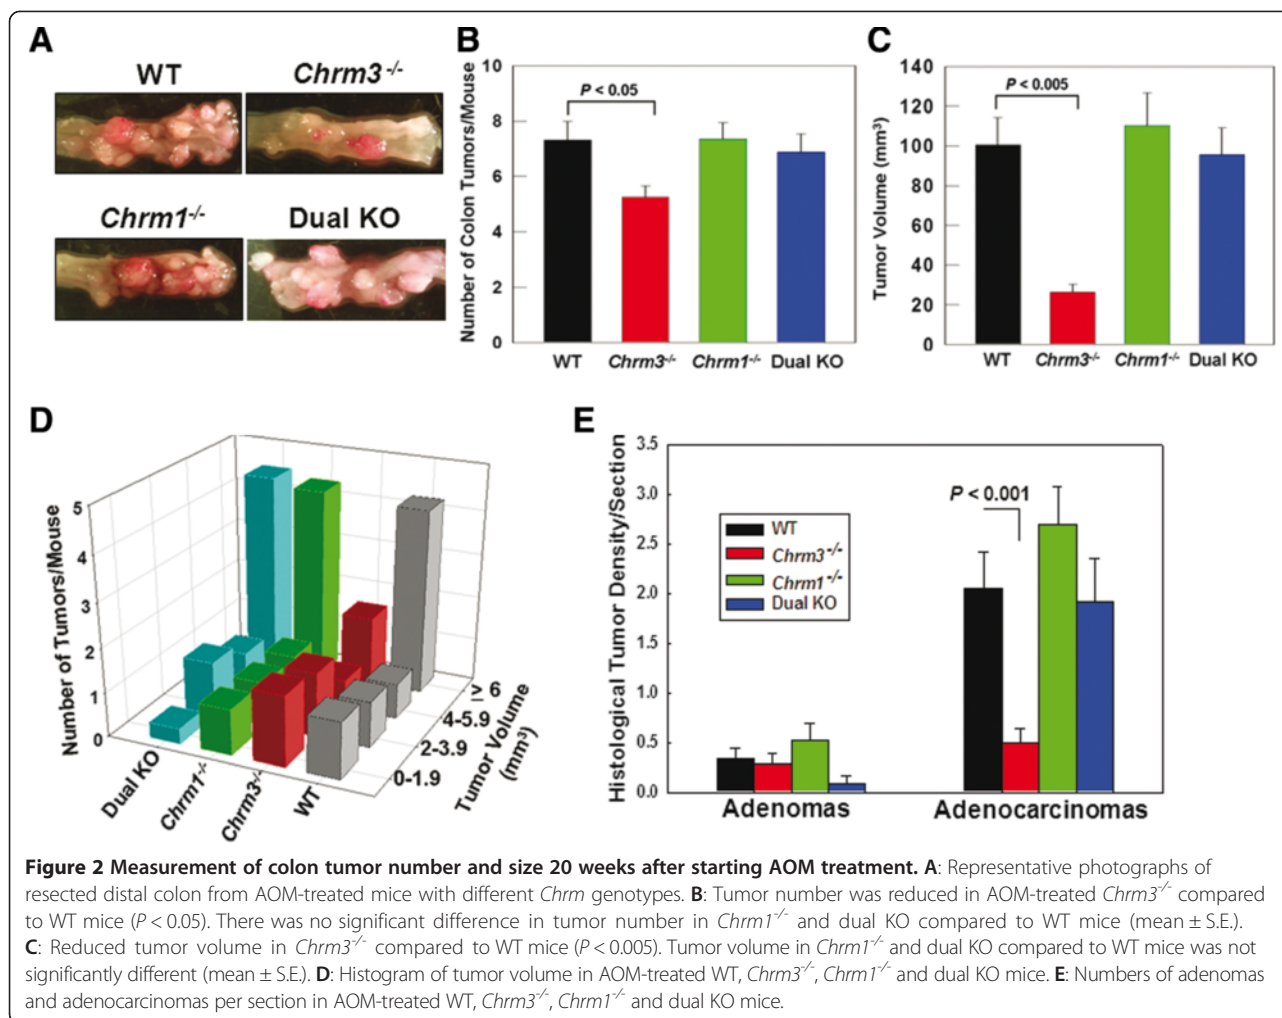 A
WT
Chrm3 -/-
Chrm1-/-
Dual KO
B
Number of Colon Tumors/Mouse
10
8
6
4
2
0
P < 0.05
WT
Chrm3-/-
Chrm1-/-
Dual KO
C
Tumor Volume (mm³)
140
120
100
80
60
40
20
0
P < 0.005
WT
Chrm3-/-
Chrm1-/-
Dual KO
D
Number of Tumors/Mouse
5
4
3
2
1
0
Dual KO
Chrm1-/-
Chrm3-/-
WT
≥ 6
4-5.9
2-3.9
0-1.9
Tumor Volume
(mm³)
E
Histological Tumor Density/Section
3.5
3.0
2.5
2.0
1.5
1.0
0.5
0.0
WT
Chrm3-/-
Chrm1-/-
Dual KO
P < 0.001
Adenomas
Adenocarcinomas
Figure 2 Measurement of colon tumor number and size 20 weeks after starting AOM treatment. A: Representative photographs of
resected distal colon from AOM-treated mice with different Chrm genotypes. B: Tumor number was reduced in AOM-treated Chrm3-/- compared
to WT mice (P < 0.05). There was no significant difference in tumor number in Chrm1-/- and dual KO compared to WT mice (mean ± S.E.).
C: Reduced tumor volume in Chrm3-/- compared to WT mice (P < 0.005). Tumor volume in Chrm1-/- and dual KO compared to WT mice was not
significantly different (mean ± S.E.). D: Histogram of tumor volume in AOM-treated WT, Chrm3-/-, Chrm1-/- and dual KO mice. E: Numbers of adenomas
and adenocarcinomas per section in AOM-treated WT, Chrm3-/-, Chrm1-/- and dual KO mice.